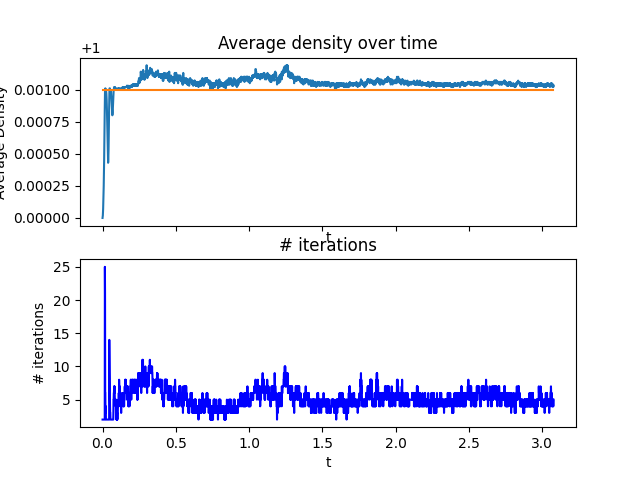 Average density over time
+1
0.00100
0.00075
0.00050
0.00025
0.00000
Average Density
t
# iterations
25
20
15
10
5
# iterations
0.0 0.5 1.0 1.5 2.0 2.5 3.0
t